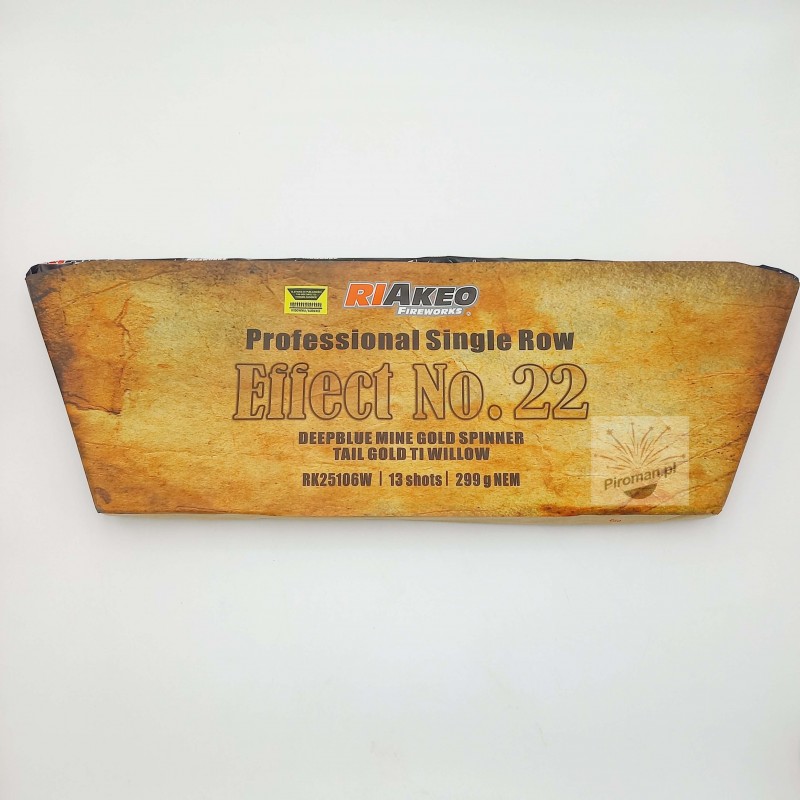 RIAKEO
FIREWORKS
Professional Single Row
Effect No. 22
DEEPBLUE MINE GOLD SPINNER
TAIL GOLD TI WILLOW
RK25106W | 13 shots | 299 g NEM
Piroman.pl